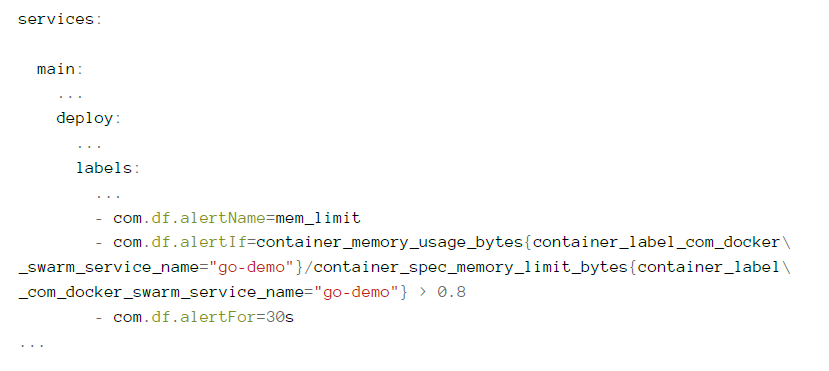 services:
  main:
    ...
    deploy:
      ...
      labels:
        ...
        - com.df.alertName=mem_limit
        - com.df.alertIf=container_memory_usage_bytes{container_label_com_docker\
_swarm_service_name="go-demo"}/container_spec_memory_limit_bytes{container_label\
_com_docker_swarm_service_name="go-demo"} > 0.8
        - com.df.alertFor=30s
...